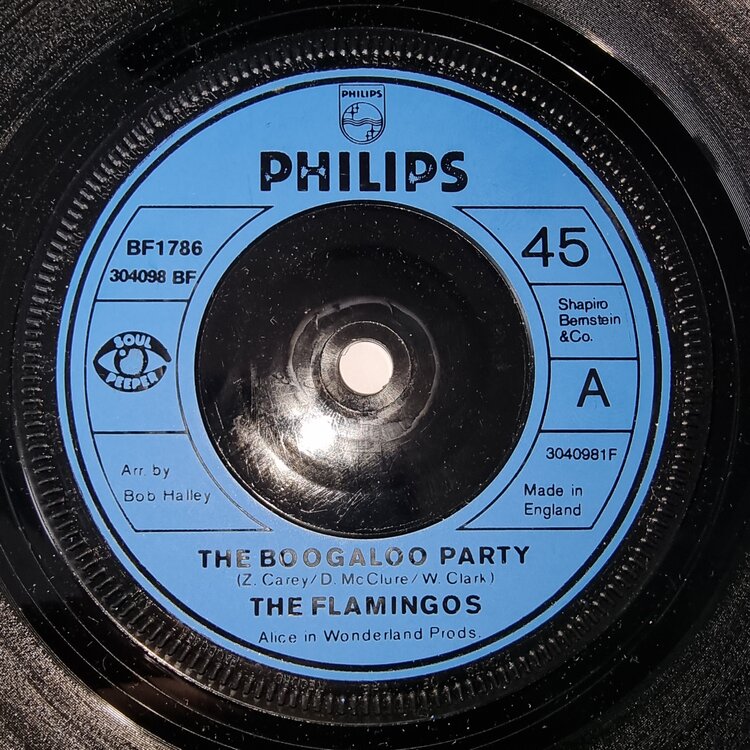 PHILIPS
PHILIPS
BF1786
304098 BF
45
Shapiro
Bernstein
&Co.
SOUL
PEEPER
A
3040981F
Arr. by
Bob Halley
Made in
England
THE BOOGALOO PARTY
(Z. Carey/D. McClure/W. Clark)
THE FLAMINGOS
Alice in Wonderland Prods.